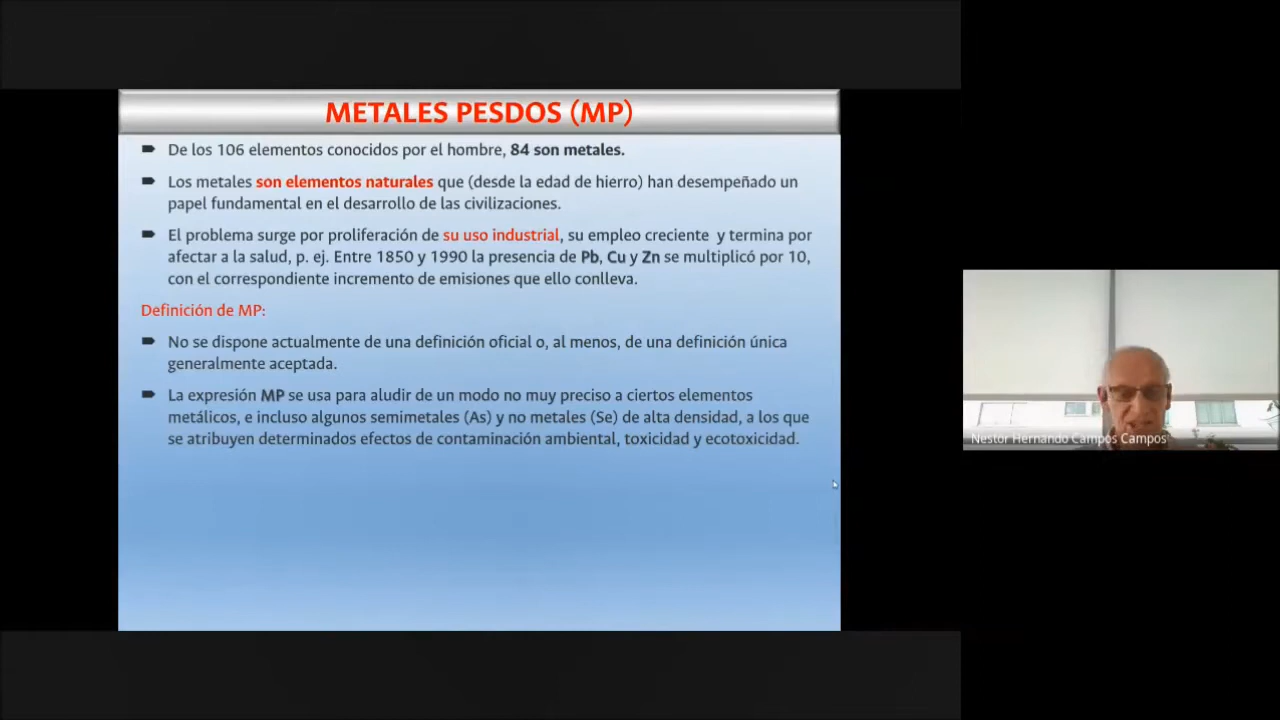 METALES PESDOS (MP)
De los 106 elementos conocidos por el hombre, 84 son metales.
Los metales son elementos naturales que (desde la edad de hierro) han desempeñado un
papel fundamental en el desarrollo de las civilizaciones.
El problema surge por proliferación de su uso industrial, su empleo creciente y termina por
afectar a la salud, p. ej. Entre 1850 y 1990 la presencia de Pb, Cu y Zn se multiplicó por 10,
con el correspondiente incremento de emisiones que ello conlleva.
Definición de MP:
No se dispone actualmente de una definición oficial o, al menos, de una definición única
generalmente aceptada.
La expresión MP se usa para aludir de un modo no muy preciso a ciertos elementos
metálicos, e incluso algunos semimetales (As) y no metales (Se) de alta densidad, a los que
se atribuyen determinados efectos de contaminación ambiental, toxicidad y ecotoxicidad.
Nestor Hernando Campos Campos